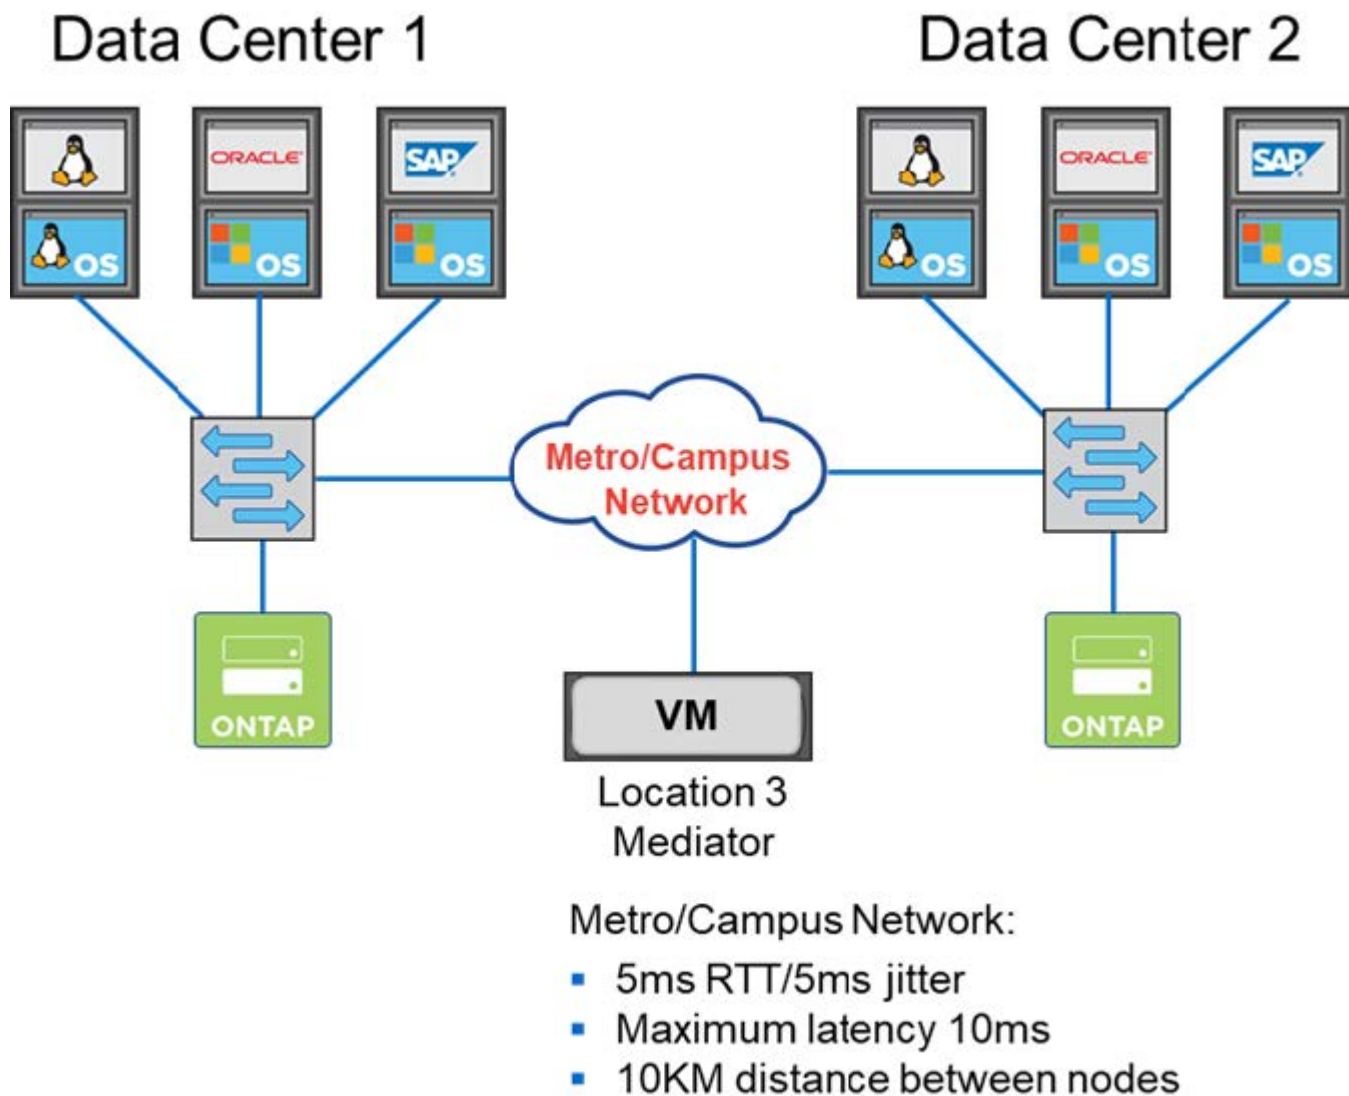 Data Center 1
Data Center 2
ORACLE
SAP
ORACLE
SAP
OS
OS
OS
OS
OS
OS
Metro/Campus
Network
ONTAP
ONTAP
VM
Location 3
Mediator
Metro/Campus Network:
▪ 5ms RTT/5ms jitter
▪ Maximum latency 10ms
▪ 10KM distance between nodes